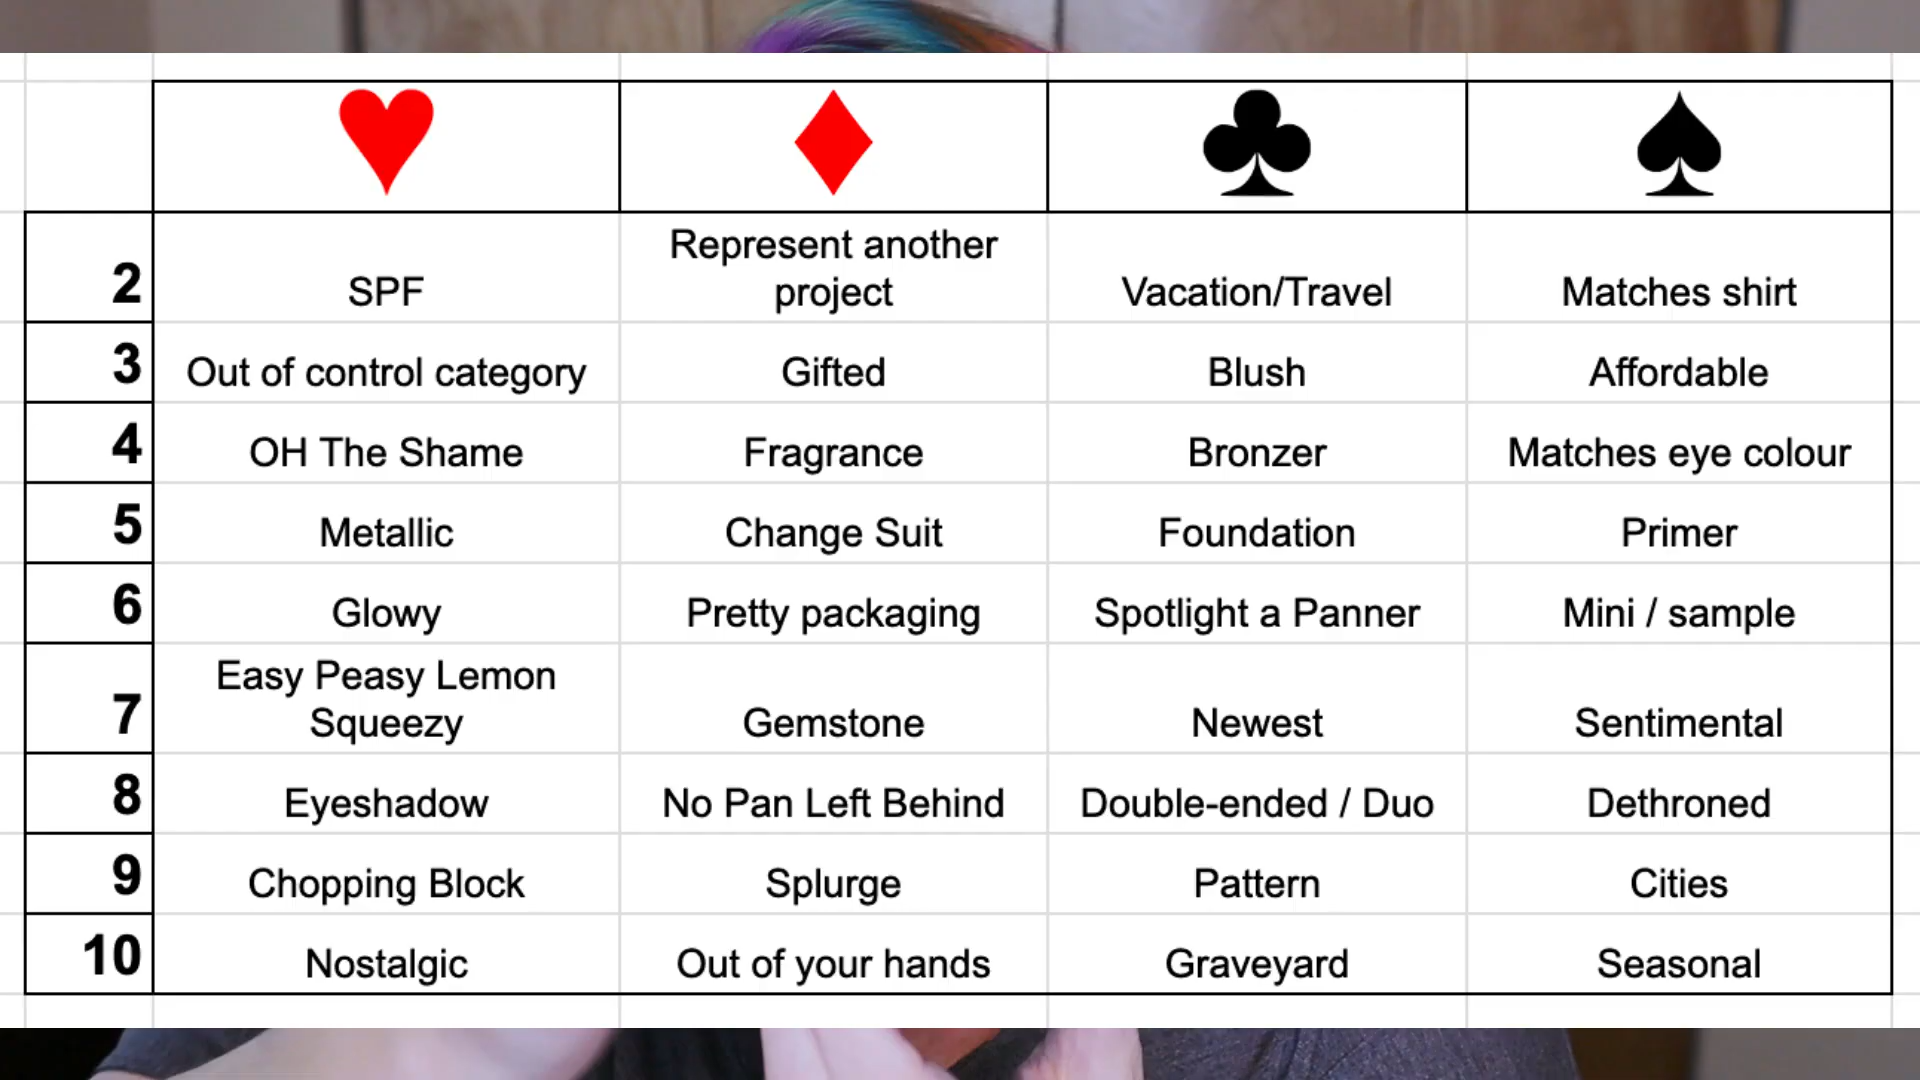 ♥ ♦ ♣ ♠
2 SPF Represent another project Vacation/Travel Matches shirt
3 Out of control category Gifted Blush Affordable
4 OH The Shame Fragrance Bronzer Matches eye colour
5 Metallic Change Suit Foundation Primer
6 Glowy Pretty packaging Spotlight a Panner Mini / sample
7 Easy Peasy Lemon Squeezy Gemstone Newest Sentimental
8 Eyeshadow No Pan Left Behind Double-ended / Duo Dethroned
9 Chopping Block Splurge Pattern Cities
10 Nostalgic Out of your hands Graveyard Seasonal